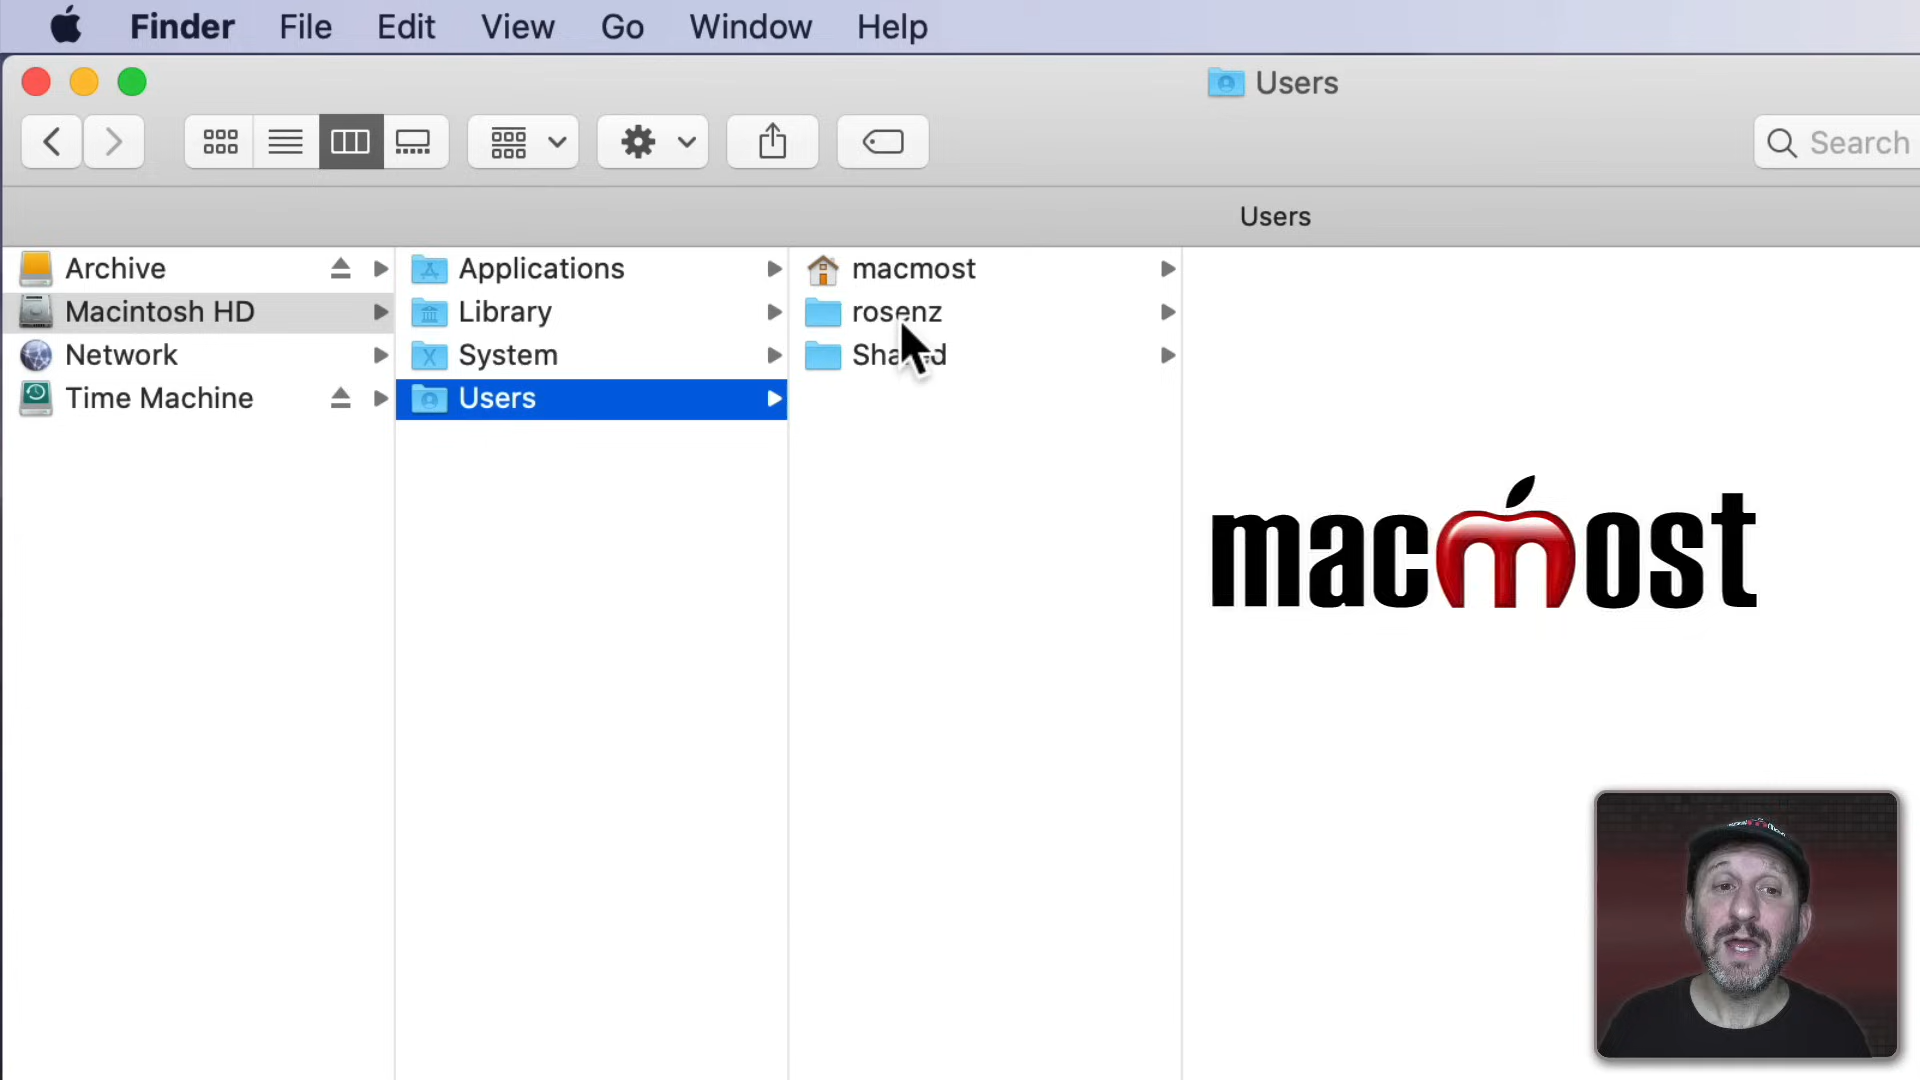 Finder File Edit View Go Window Help
Users
Search
Users
Archive
Macintosh HD
Network
Time Machine
Applications
Library
System
Users
macmost
rosenz
Shared
macmost